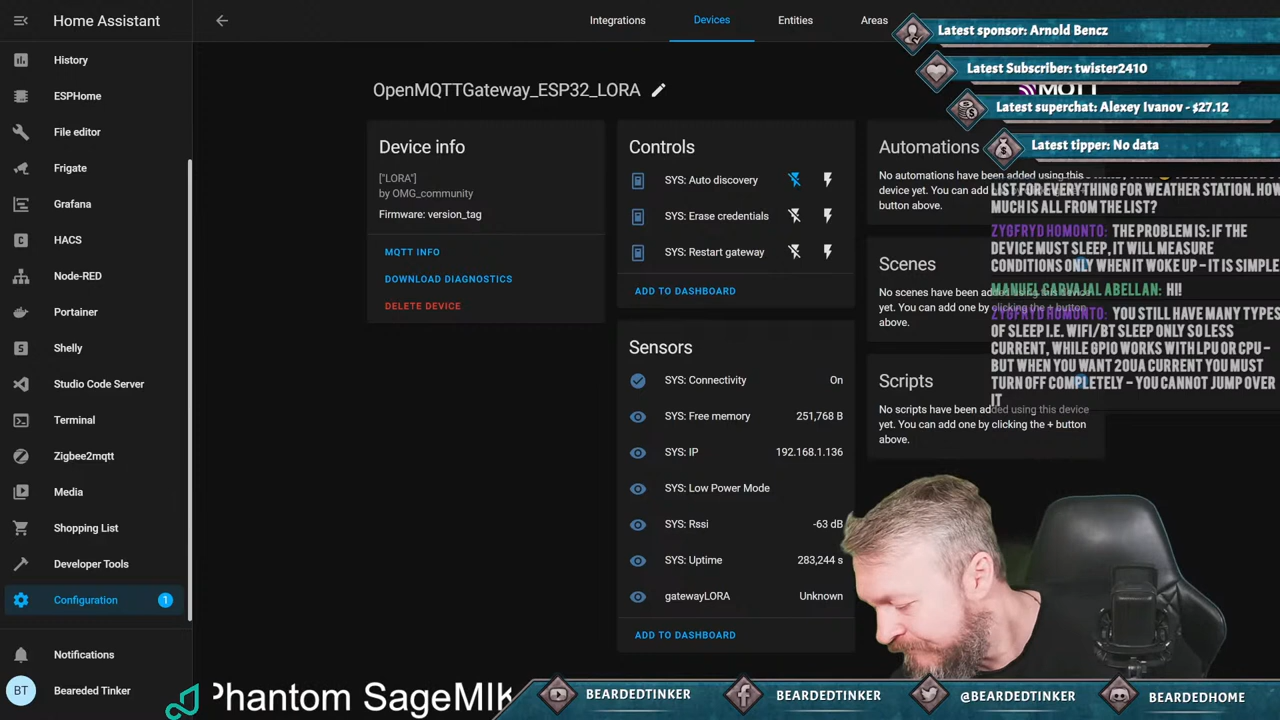 Home Assistant
History
ESPHome
File editor
Frigate
Grafana
HACS
Node-RED
Portainer
Shelly
Studio Code Server
Terminal
Zigbee2mqtt
Media
Shopping List
Developer Tools
Configuration
1
Notifications
BT
Bearded Tinker
Integrations
Devices
Entities
Areas
OpenMQTTGateway_ESP32_LORA
Device info
["LORA"]
by OMG_community
Firmware: version_tag
MQTT INFO
DOWNLOAD DIAGNOSTICS
DELETE DEVICE
Controls
SYS: Auto discovery
SYS: Erase credentials
SYS: Restart gateway
ADD TO DASHBOARD
Sensors
SYS: Connectivity On
SYS: Free memory 251,768 B
SYS: IP 192.168.1.136
SYS: Low Power Mode
SYS: Rssi -63 dB
SYS: Uptime 283,244 s
gatewayLORA Unknown
ADD TO DASHBOARD
Automations
No automations have been added using this
device yet. You can add one by clicking the +
button above.
Scenes
No scenes have been added using this device
yet. You can add one by clicking the + button
above.
Scripts
No scripts have been added using this device
yet. You can add one by clicking the + button
above.
Latest sponsor: Arnold Bencz
Latest Subscriber: twister2410
MQTT
Latest superchat: Alexey Ivanov - $27.12
Latest tipper: No data
LIST FOR EVERYTHING FOR WEATHER STATION. HOW
MUCH IS ALL FROM THE LIST?
ZYGFRYD HOMONTO: THE PROBLEM IS: IF THE
DEVICE MUST SLEEP, IT WILL MEASURE
CONDITIONS ONLY WHEN IT WOKE UP - IT IS SIMPLE
MANUEL CARVAJAL ABELLAN: HI!
ZYGFRYD HOMONTO: YOU STILL HAVE MANY TYPES
OF SLEEP I.E. WIFI/BT SLEEP ONLY SO LESS
CURRENT, WHILE GPIO WORKS WITH LPU OR CPU -
BUT WHEN YOU WANT 20UA CURRENT YOU MUST
TURN OFF COMPLETELY - YOU CANNOT JUMP OVER
IT
Phantom SageMIK
BEARDEDTINKER
BEARDEDTINKER
@BEARDEDTINKER
BEARDEDHOME